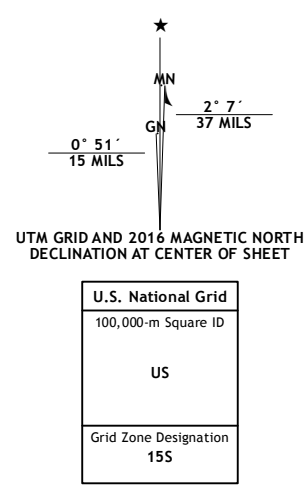 ★
MN
GN
2° 7´
37 MILS
0° 51´
15 MILS
UTM GRID AND 2016 MAGNETIC NORTH
DECLINATION AT CENTER OF SHEET
U.S. National Grid
100,000-m Square ID
US
Grid Zone Designation
15S